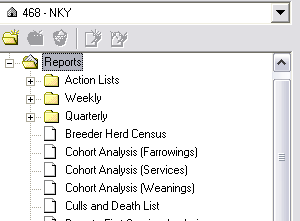 468 - NKY
Reports
Action Lists
Weekly
Quarterly
Breeder Herd Census
Cohort Analysis (Farrowings)
Cohort Analysis (Services)
Cohort Analysis (Weanings)
Culls and Death List